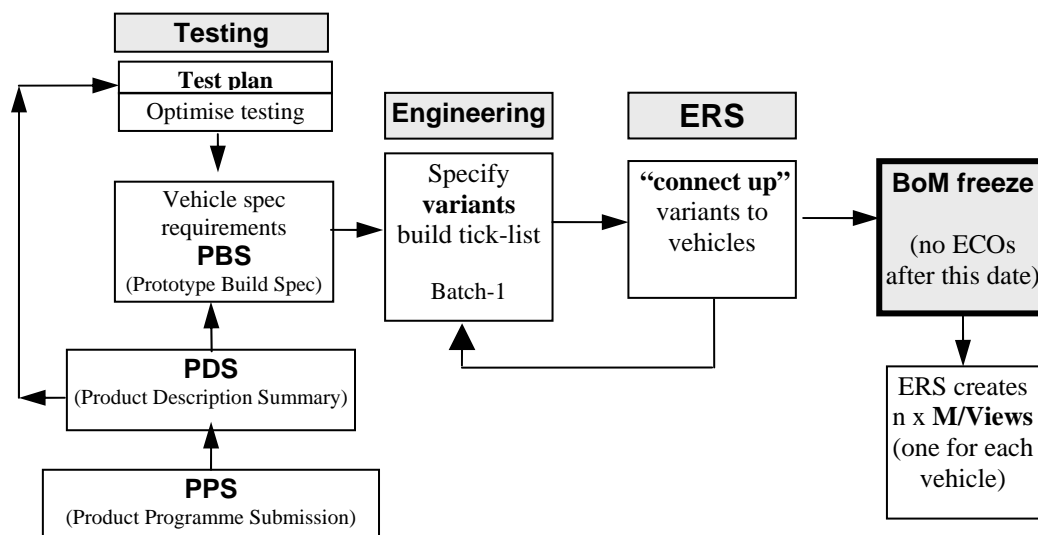 Testing
Test plan
Optimise testing
Vehicle spec
requirements
PBS
(Prototype Build Spec)
PDS
(Product Description Summary)
PPS
(Product Programme Submission)
Engineering
Specify
variants
build tick-list
Batch-1
ERS
“connect up”
variants to
vehicles
BoM freeze
(no ECOs
after this date)
ERS creates
n x M/Views
(one for each
vehicle)